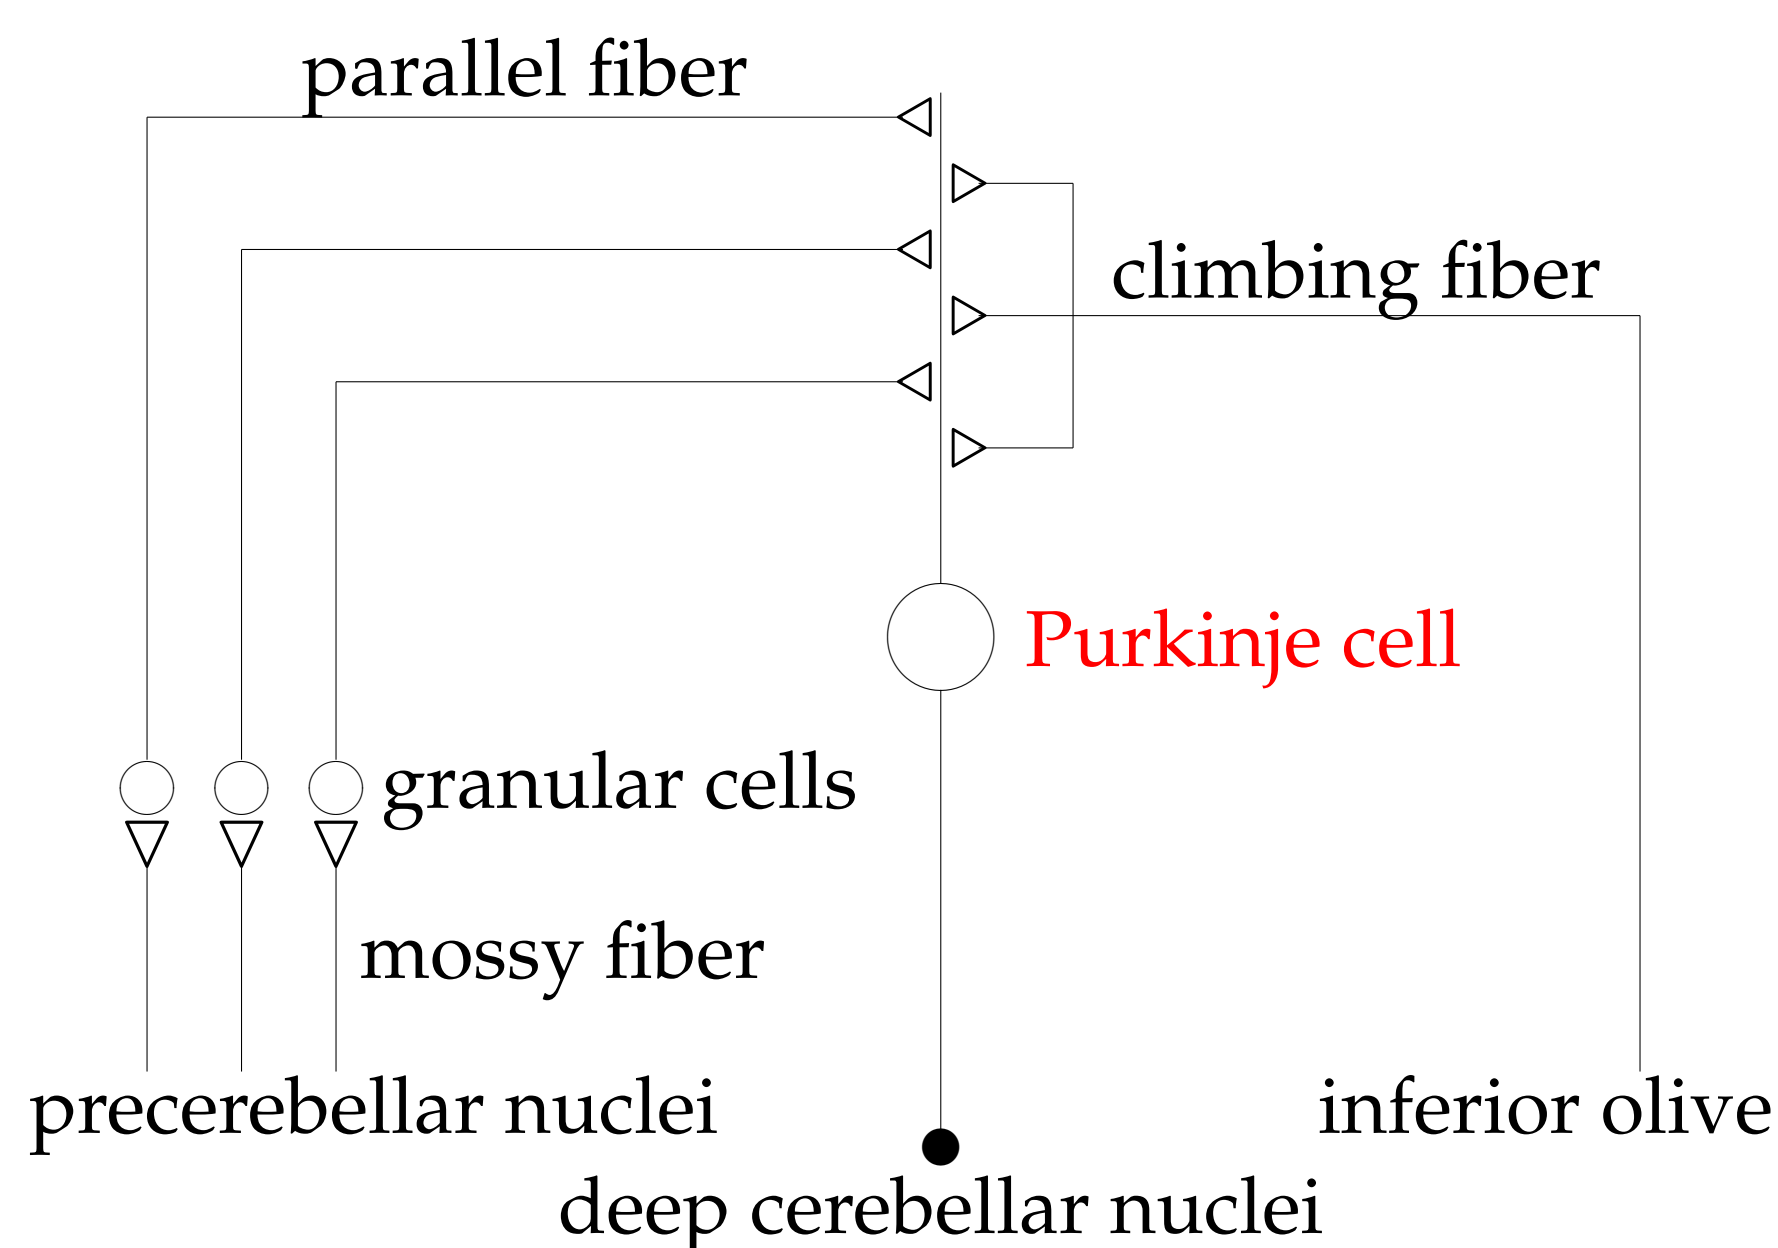 parallel fiber
climbing fiber
Purkinje cell
granular cells
mossy fiber
precerebellar nuclei
inferior olive
deep cerebellar nuclei